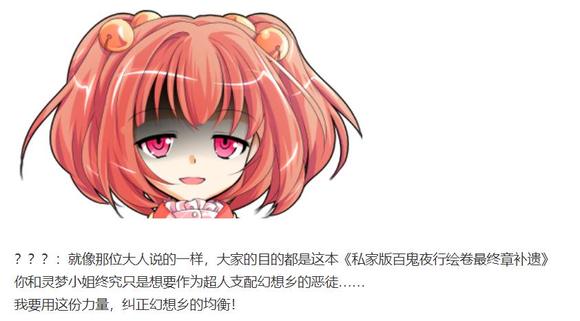 ？？？：就像那位大人说的一样，大家的目的都是这本《私家版百鬼夜行绘卷最终章补遗》
你和灵梦小姐终究只是想要作为超人支配幻想乡的恶徒……
我要用这份力量，纠正幻想乡的均衡！